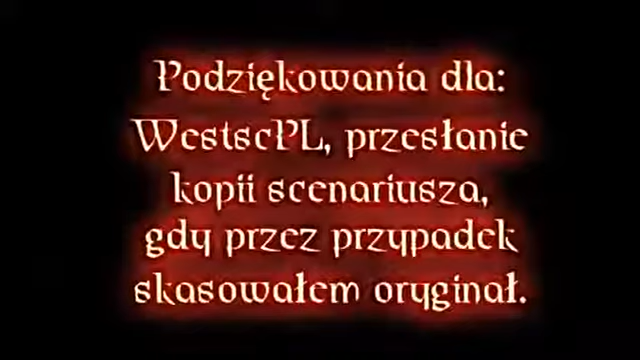 Podziękowania dla:
WestscPL, przesłanie
kopii scenariusza,
gdy przez przypadek
skasowałem oryginał.